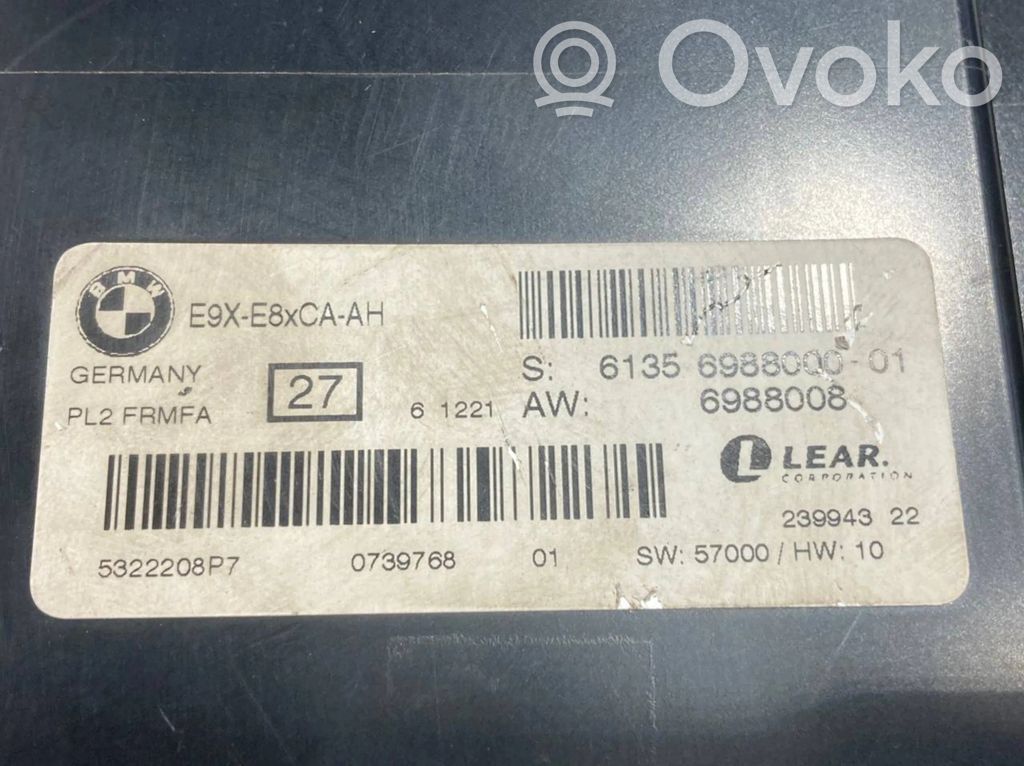 Ovoko
BMW
E9X-E8xCA-AH
GERMANY
PL2 FRMFA
27
6 1221
S: 6135 6988000-01
AW: 6988008
LEAR.
CORPORATION
239943 22
5322208P7 0739768 01 SW: 57000 / HW: 10